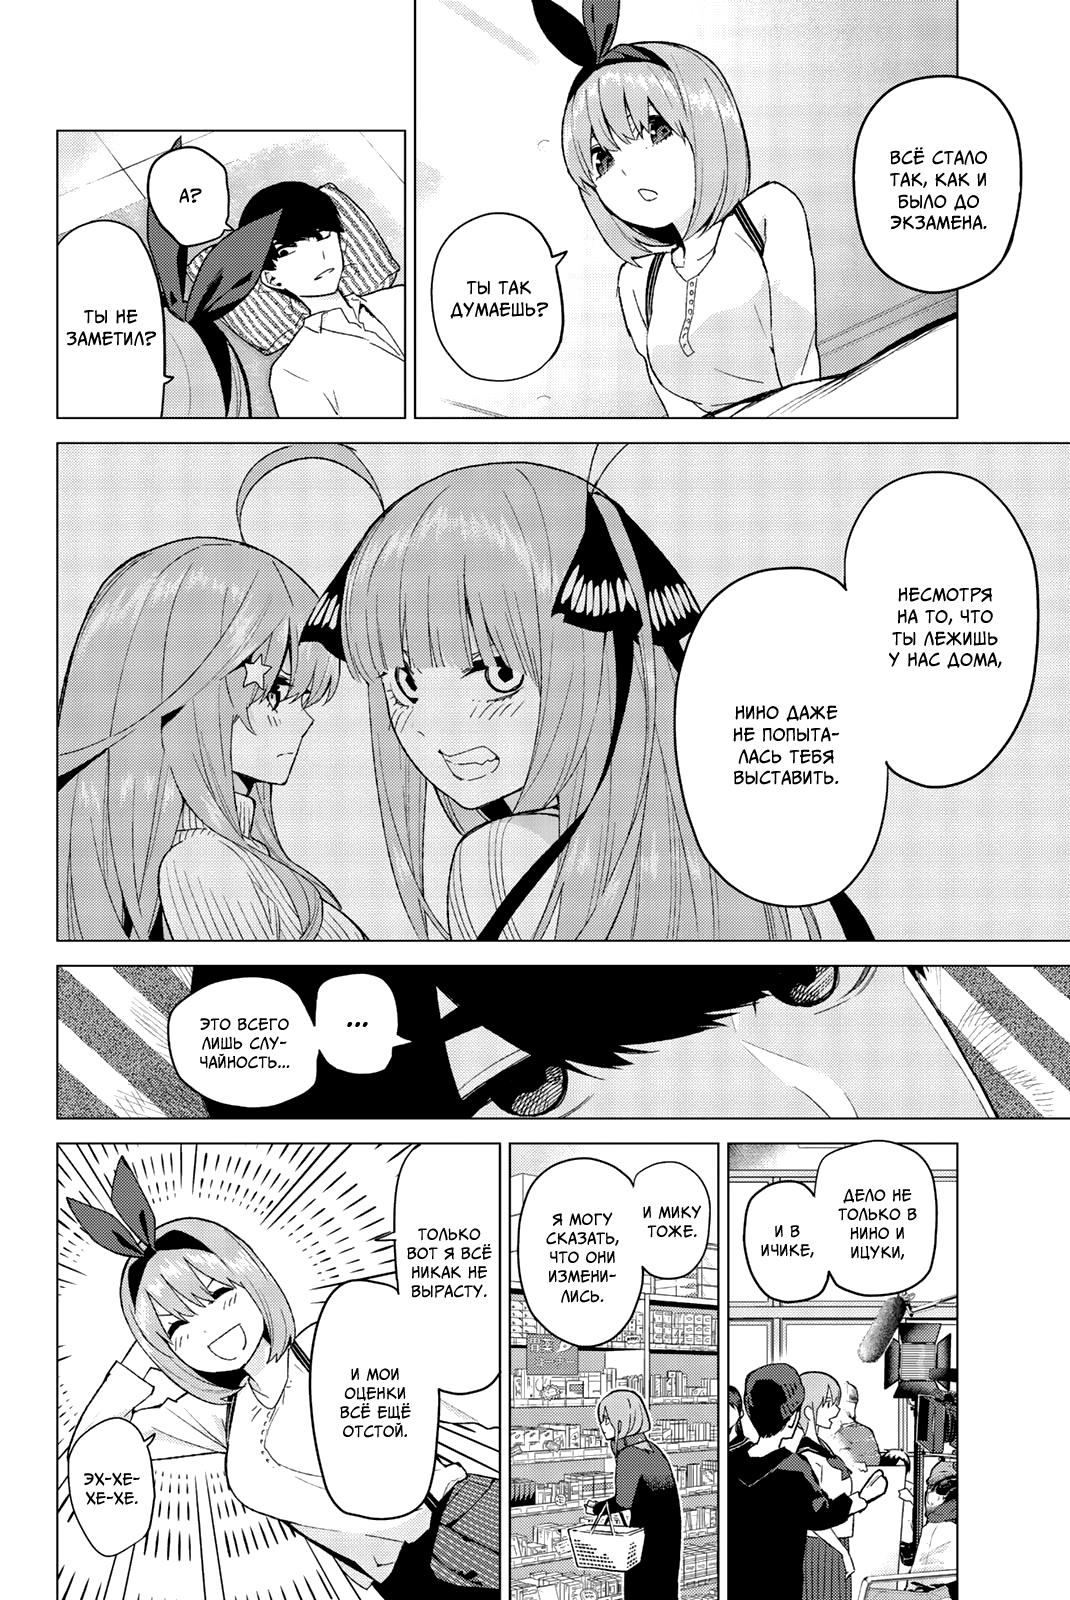 ВСЁ СТАЛО
ТАК, КАК И
БЫЛО ДО
ЭКЗАМЕНА.
ТЫ ТАК
ДУМАЕШЬ?
А?
ТЫ НЕ
ЗАМЕТИЛ?
НЕСМОТРЯ
НА ТО, ЧТО
ТЫ ЛЕЖИШЬ
У НАС ДОМА,
НИНО ДАЖЕ
НЕ ПОПЫТА-
ЛАСЬ ТЕБЯ
ВЫСТАВИТЬ.
...
ЭТО ВСЕГО
ЛИШЬ СЛУ-
ЧАЙНОСТЬ...
ДЕЛО НЕ
ТОЛЬКО В
НИНО И
ИЦУКИ,
И В
ИЧИКЕ,
И МИКУ
ТОЖЕ.
Я МОГУ
СКАЗАТЬ,
ЧТО ОНИ
ИЗМЕНИ-
ЛИСЬ.
ТОЛЬКО
ВОТ Я ВСЁ
НИКАК НЕ
ВЫРАСТУ.
И МОИ
ОЦЕНКИ
ВСЁ ЕЩЁ
ОТСТОЙ.
ЭХ-ХЕ-
ХЕ-ХЕ.